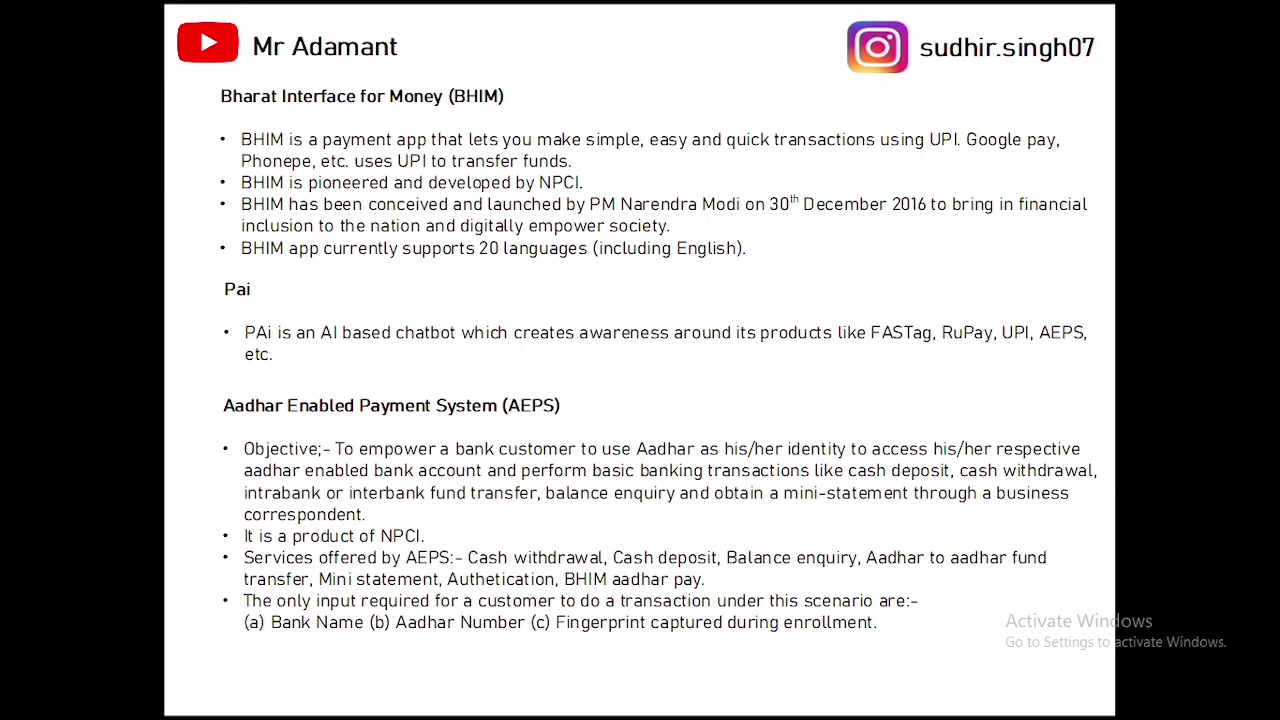 Mr Adamant
sudhir.singh07
Bharat Interface for Money (BHIM)
• BHIM is a payment app that lets you make simple, easy and quick transactions using UPI. Google pay,
Phonepe, etc. uses UPI to transfer funds.
• BHIM is pioneered and developed by NPCI.
• BHIM has been conceived and launched by PM Narendra Modi on 30th December 2016 to bring in financial
inclusion to the nation and digitally empower society.
• BHIM app currently supports 20 languages (including English).
Pai
• PAi is an AI based chatbot which creates awareness around its products like FASTag, RuPay, UPI, AEPS,
etc.
Aadhar Enabled Payment System (AEPS)
• Objective;- To empower a bank customer to use Aadhar as his/her identity to access his/her respective
aadhar enabled bank account and perform basic banking transactions like cash deposit, cash withdrawal,
intrabank or interbank fund transfer, balance enquiry and obtain a mini-statement through a business
correspondent.
• It is a product of NPCI.
• Services offered by AEPS:- Cash withdrawal, Cash deposit, Balance enquiry, Aadhar to aadhar fund
transfer, Mini statement, Authetication, BHIM aadhar pay.
• The only input required for a customer to do a transaction under this scenario are:-
(a) Bank Name (b) Aadhar Number (c) Fingerprint captured during enrollment.
Activate Windows
Go to Settings to activate Windows.